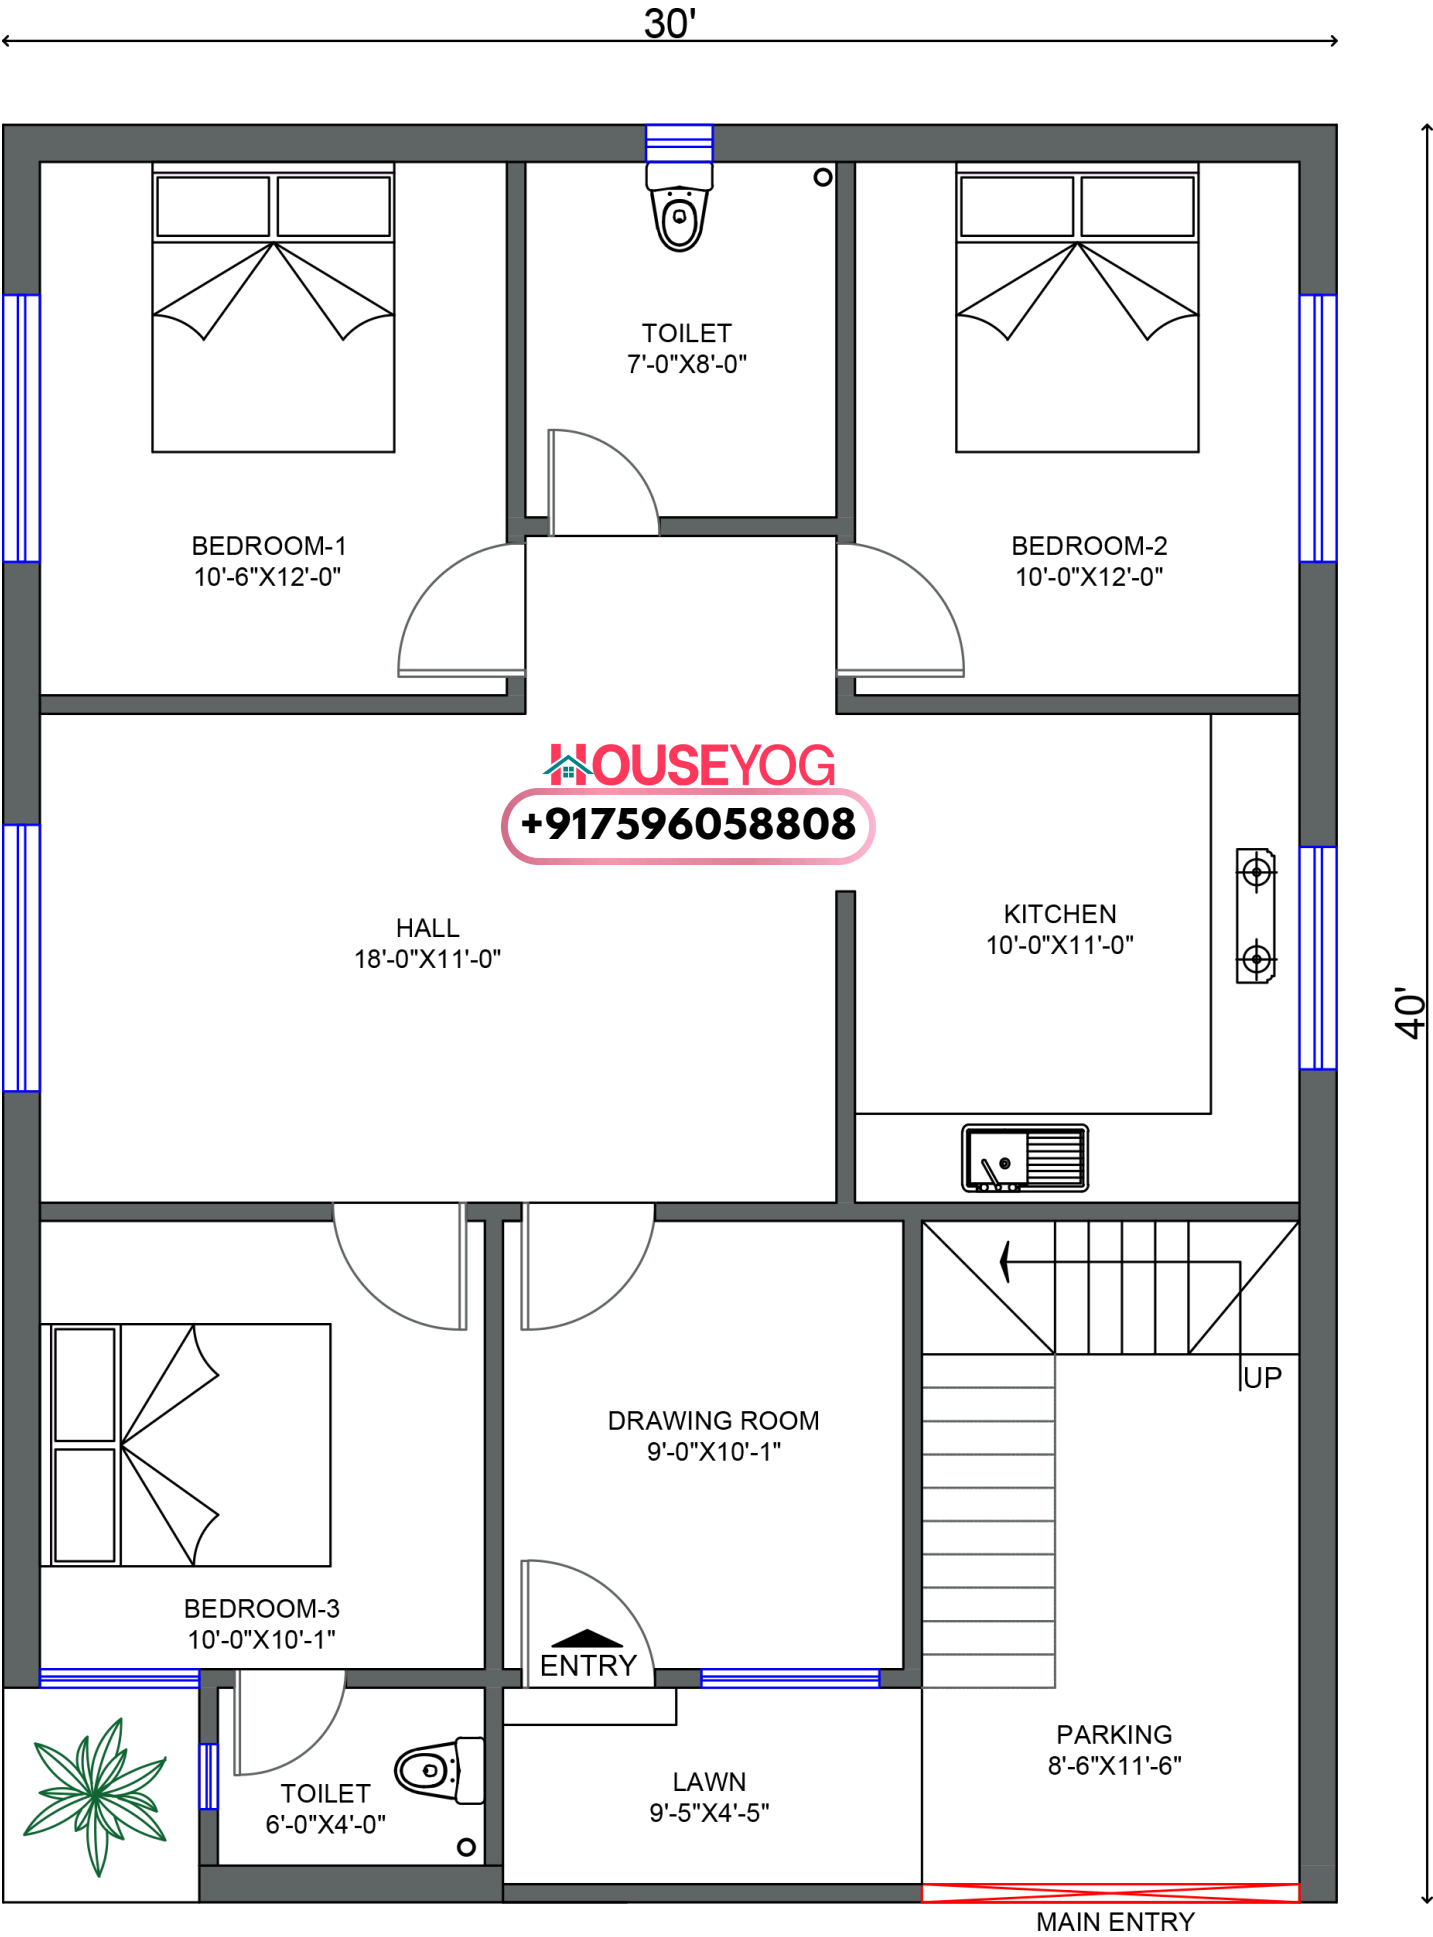 30'
TOILET
7'-0"X8'-0"
BEDROOM-1
10'-6"X12'-0"
BEDROOM-2
10'-0"X12'-0"
HOUSEYOG
+917596058808
HALL
18'-0"X11'-0"
KITCHEN
10'-0"X11'-0"
40'
UP
DRAWING ROOM
9'-0"X10'-1"
BEDROOM-3
10'-0"X10'-1"
ENTRY
PARKING
8'-6"X11'-6"
TOILET
6'-0"X4'-0"
LAWN
9'-5"X4'-5"
MAIN ENTRY